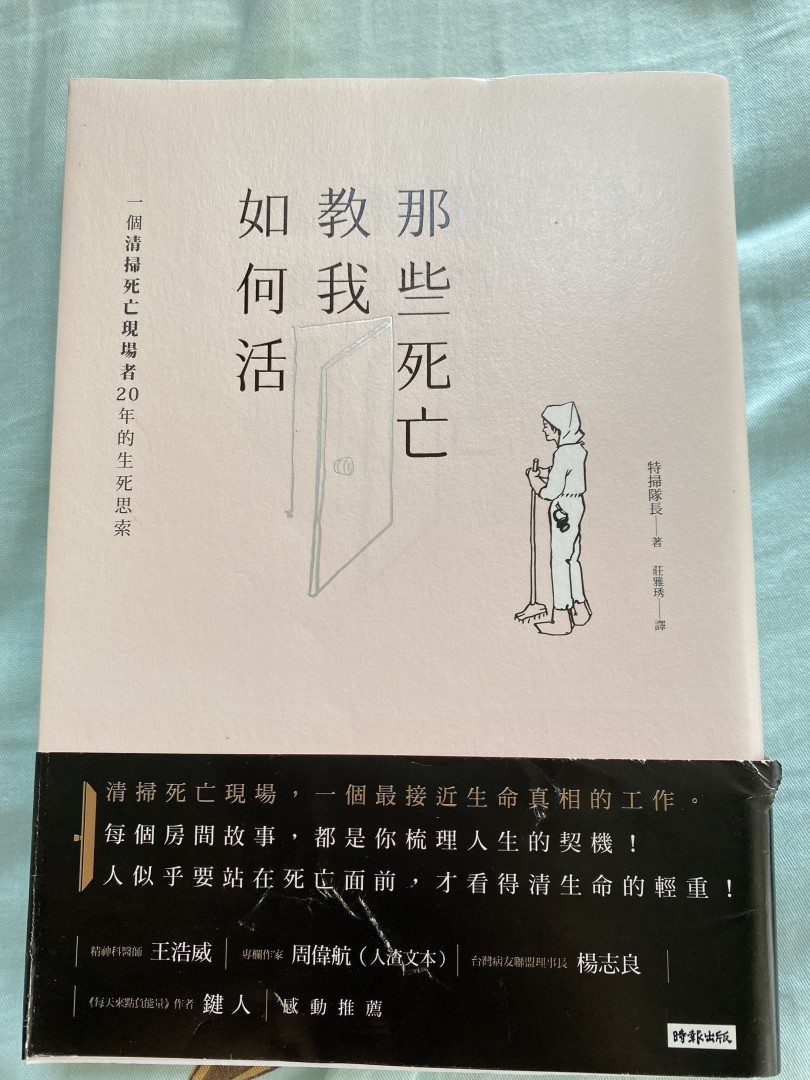 那些死亡
教我
如何活
一個清掃死亡現場者20年的生死思索
特掃隊長——著
莊雅琇——譯
清掃死亡現場，一個最接近生命真相的工作。
每個房間故事，都是你梳理人生的契機！
人似乎要站在死亡面前，才看得清生命的輕重！
精神科醫師 王浩威｜專欄作家 周偉航（人渣文本）｜台灣病友聯盟理事長 楊志良｜
《每天來點負能量》作者 鍵人｜感動推薦
時報出版